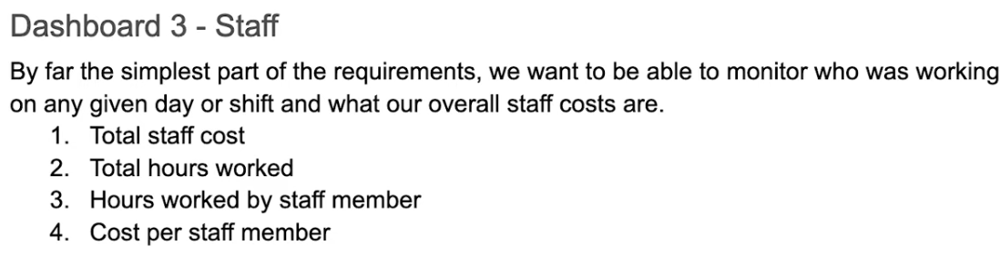 Dashboard 3 - Staff
By far the simplest part of the requirements, we want to be able to monitor who was working
on any given day or shift and what our overall staff costs are.
1. Total staff cost
2. Total hours worked
3. Hours worked by staff member
4. Cost per staff member